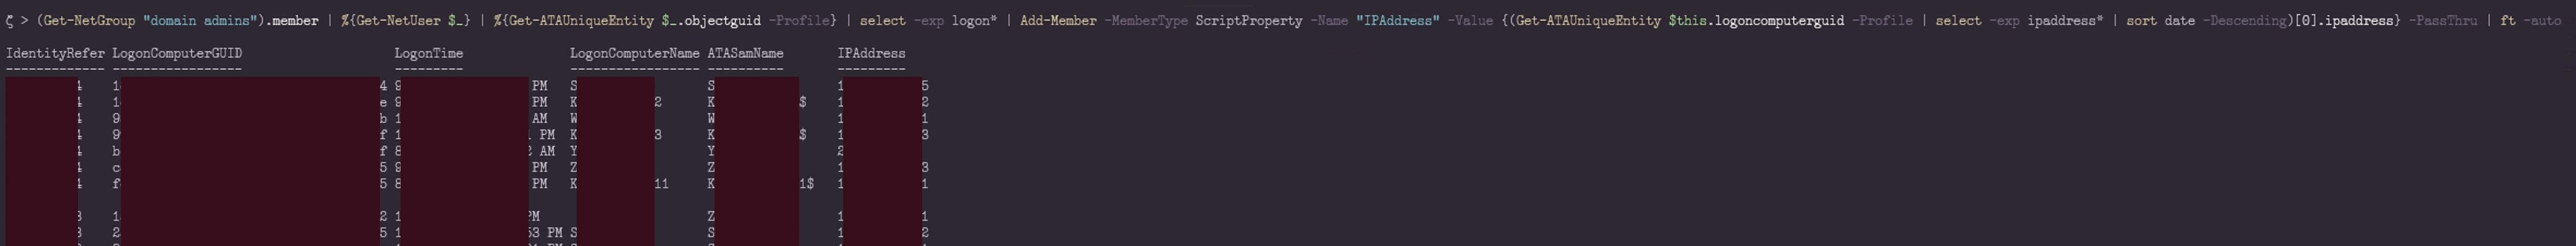 ζ > (Get-NetGroup "domain admins").member | %{Get-NetUser $_} | %{Get-ATAUniqueEntity $_.objectguid -Profile} | select -exp logon* | Add-Member -MemberType ScriptProperty -Name "IPAddress" -Value {(Get-ATAUniqueEntity $this.logoncomputerguid -Profile | select -exp ipaddress* | sort date -Descending)[0].ipaddress} -PassThru | ft -auto
IdentityRefer LogonComputerGUID LogonTime LogonComputerName ATASamName IPAddress
------------- ----------------- --------- ----------------- ---------- ---------
4 1 4 9 PM S S 1 5
4 1 e 9 PM K 2 K $ 1 2
4 9 b 1 AM W W 1 1
4 9 f 1 PM K 3 K $ 1 3
4 b f 8 AM Y Y 2
4 c 5 9 PM Z Z 1 3
4 f 5 8 PM K 11 K 1$ 1 1
3 1 2 1 PM Z 1 1
3 2 5 1 53 PM S S 1 2